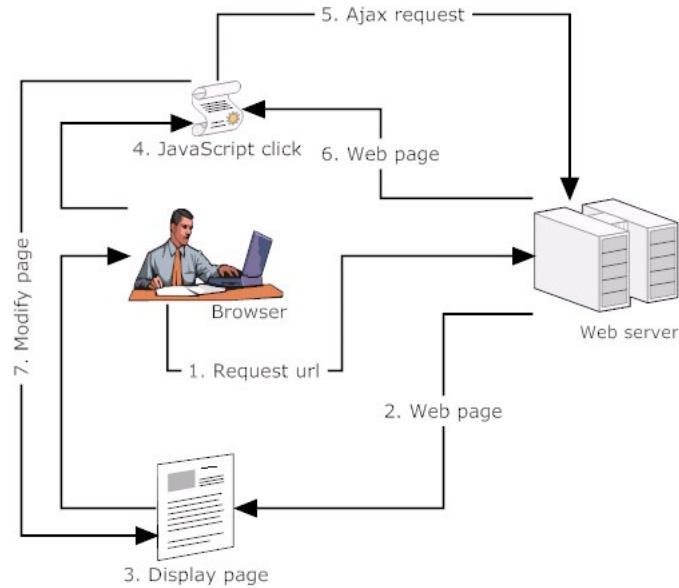 5. Ajax request
4. JavaScript click
6. Web page
7. Modify page
Browser
Web server
1. Request url
2. Web page
3. Display page